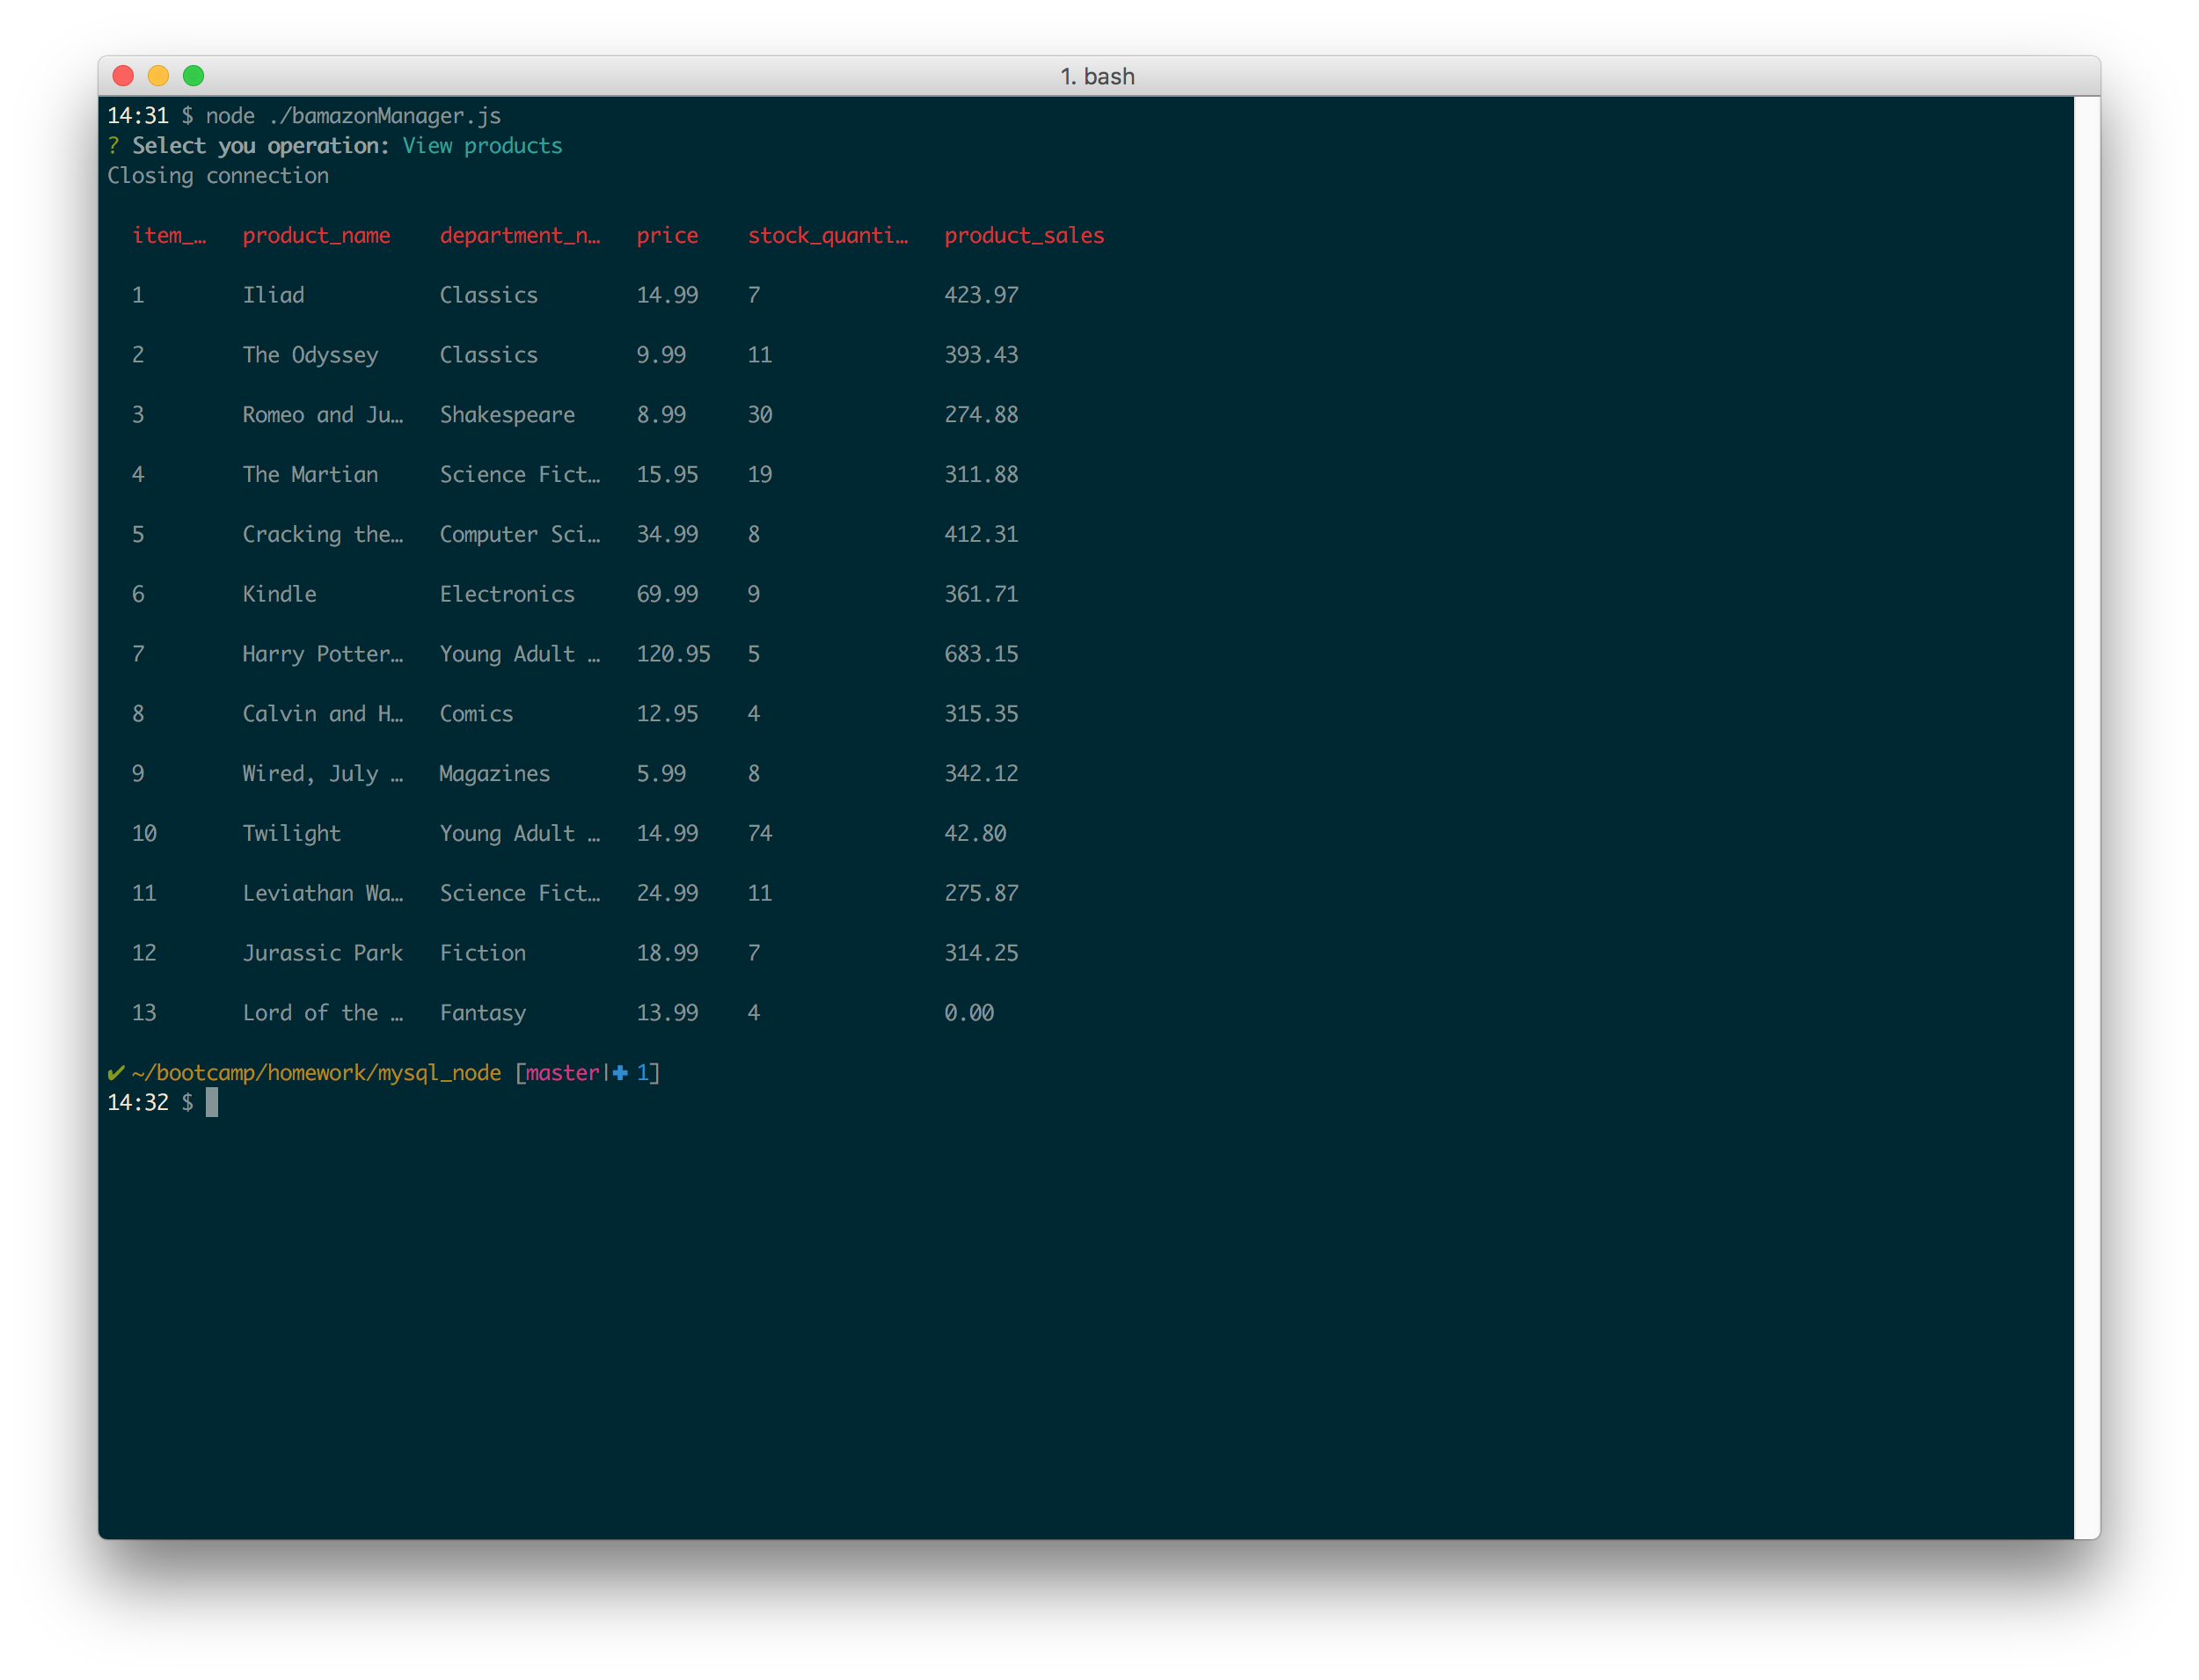 1. bash
14:31 $ node ./bamazonManager.js
? Select you operation: View products
Closing connection
item_… product_name department_n… price stock_quanti… product_sales
1 Iliad Classics 14.99 7 423.97
2 The Odyssey Classics 9.99 11 393.43
3 Romeo and Ju… Shakespeare 8.99 30 274.88
4 The Martian Science Fict… 15.95 19 311.88
5 Cracking the… Computer Sci… 34.99 8 412.31
6 Kindle Electronics 69.99 9 361.71
7 Harry Potter… Young Adult … 120.95 5 683.15
8 Calvin and H… Comics 12.95 4 315.35
9 Wired, July … Magazines 5.99 8 342.12
10 Twilight Young Adult … 14.99 74 42.80
11 Leviathan Wa… Science Fict… 24.99 11 275.87
12 Jurassic Park Fiction 18.99 7 314.25
13 Lord of the … Fantasy 13.99 4 0.00
✔ ~/bootcamp/homework/mysql_node [master|✚ 1]
14:32 $